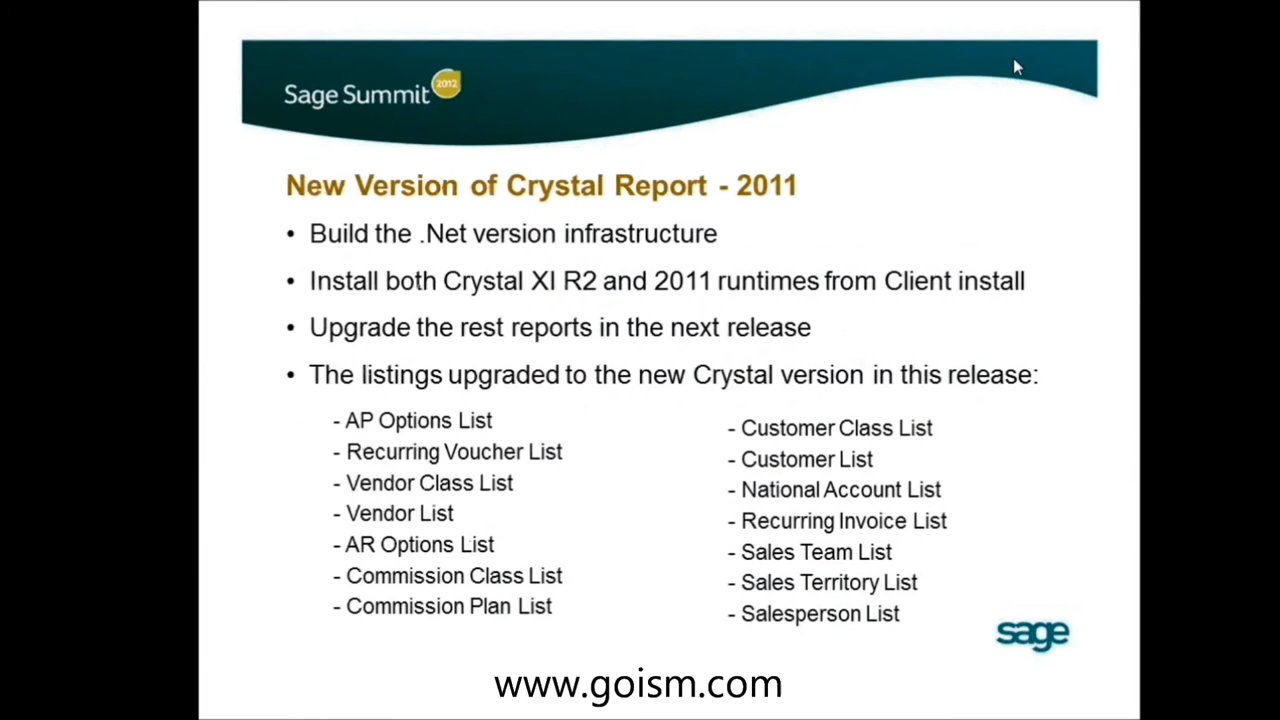 Sage Summit 2012
New Version of Crystal Report - 2011
• Build the .Net version infrastructure
• Install both Crystal XI R2 and 2011 runtimes from Client install
• Upgrade the rest reports in the next release
• The listings upgraded to the new Crystal version in this release:
- AP Options List
- Recurring Voucher List
- Vendor Class List
- Vendor List
- AR Options List
- Commission Class List
- Commission Plan List
- Customer Class List
- Customer List
- National Account List
- Recurring Invoice List
- Sales Team List
- Sales Territory List
- Salesperson List
sage
www.goism.com